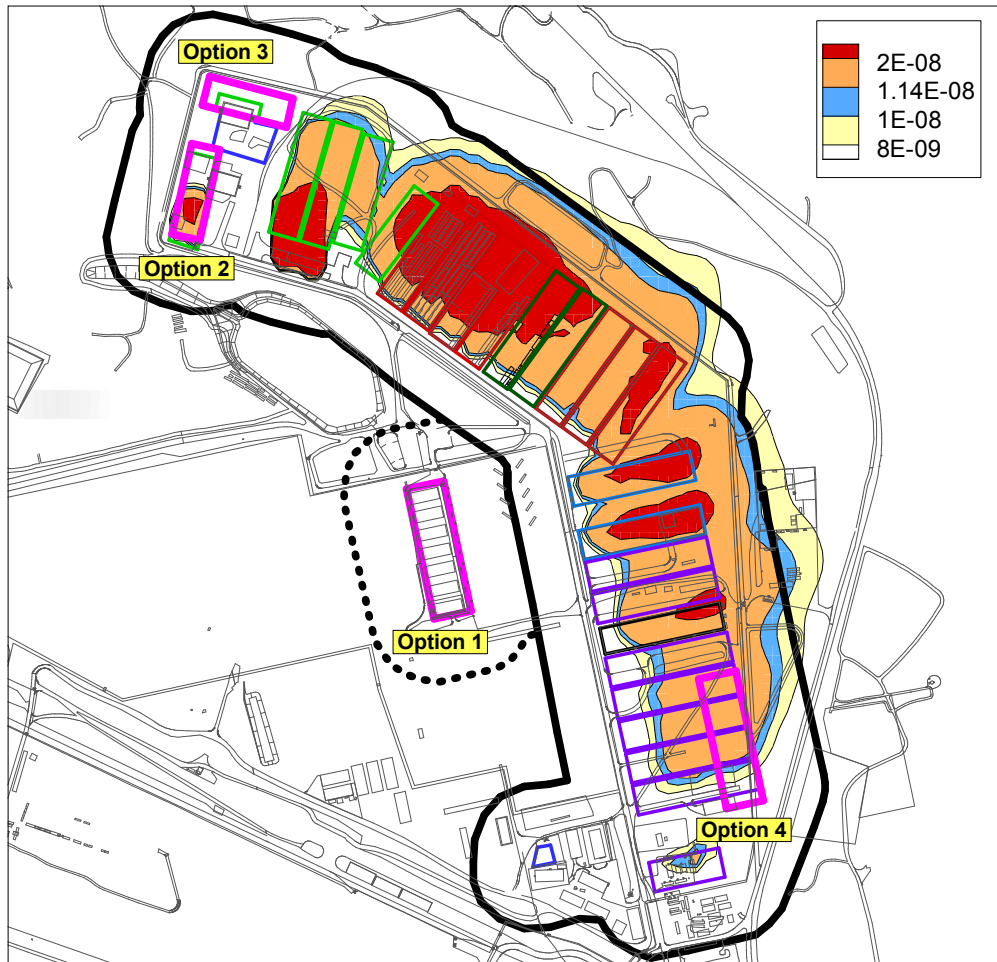 Option 3
2E-08
1.14E-08
1E-08
8E-09
Option 2
Option 1
Option 4